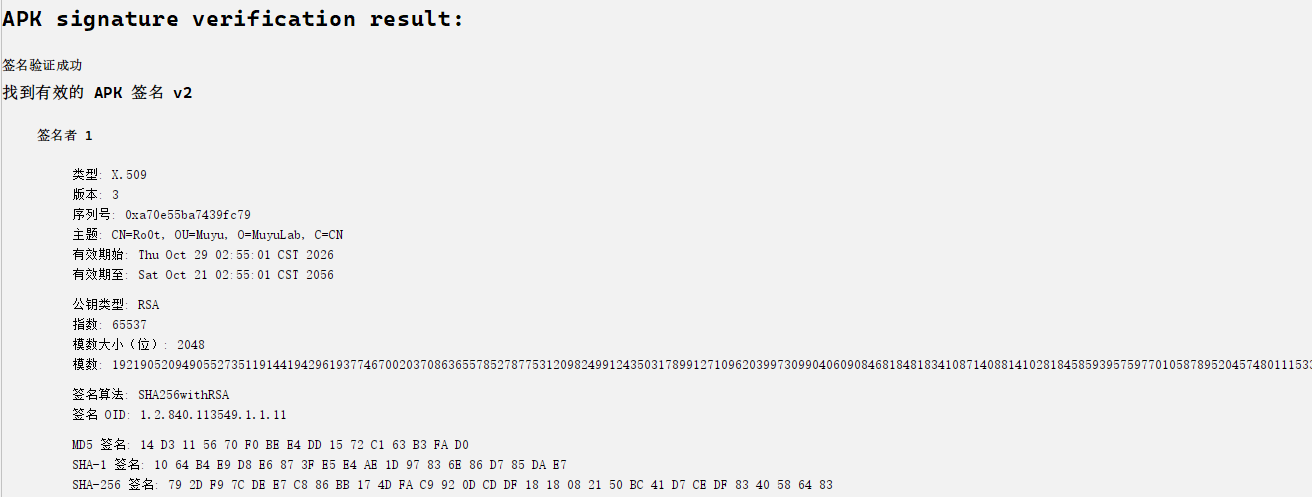 APK signature verification result:
签名验证成功
找到有效的 APK 签名 v2
签名者 1
类型: X.509
版本: 3
序列号: 0xa70e55ba7439fc79
主题: CN=Ro0t, OU=Muyu, O=MuyuLab, C=CN
有效期始: Thu Oct 29 02:55:01 CST 2026
有效期至: Sat Oct 21 02:55:01 CST 2056
公钥类型: RSA
指数: 65537
模数大小（位）: 2048
模数: 1921905209490552735119144194296193774670020370863655785278775312098249912435031789912710962039973099040609084681848183410871408814102818458593957597701058789520457480111533
签名算法: SHA256withRSA
签名 OID: 1.2.840.113549.1.1.11
MD5 签名: 14 D3 11 56 70 F0 BE E4 DD 15 72 C1 63 B3 FA D0
SHA-1 签名: 10 64 B4 E9 D8 E6 87 3F E5 E4 AE 1D 97 83 6E 86 D7 85 DA E7
SHA-256 签名: 79 2D F9 7C DE E7 C8 86 BB 17 4D FA C9 92 0D CD DF 18 18 08 21 50 BC 41 D7 CE DF 83 40 58 64 83